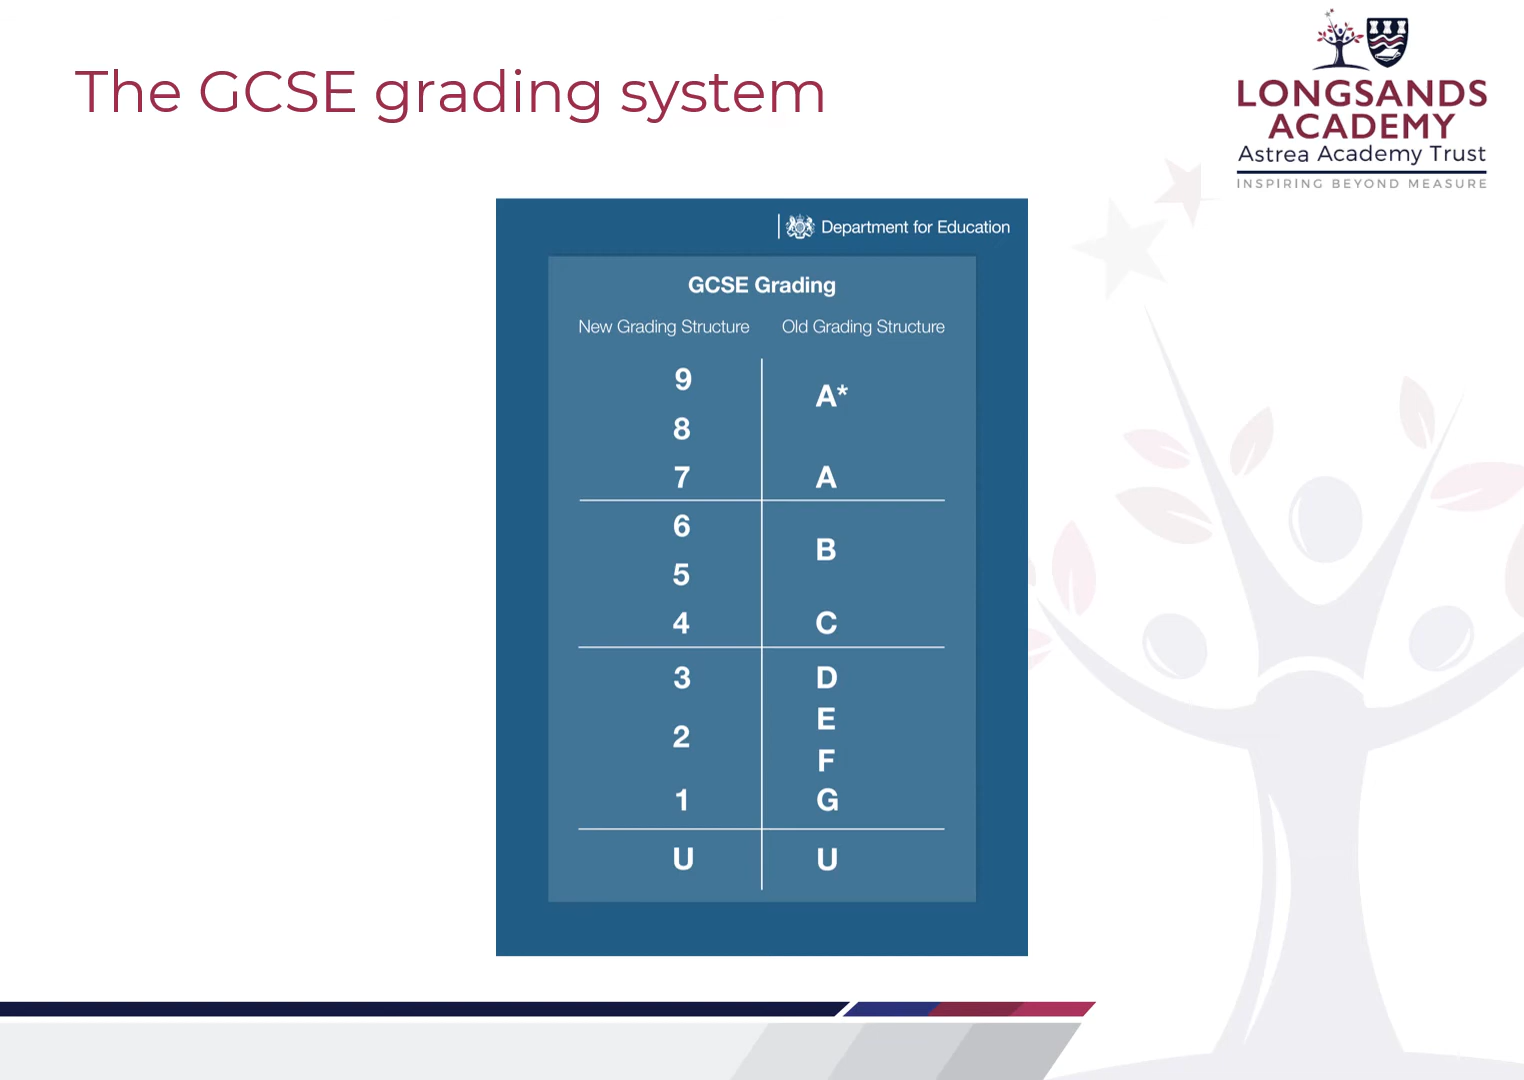 The GCSE grading system
LONGSANDS
ACADEMY
Astrea Academy Trust
INSPIRING BEYOND MEASURE
Department for Education
GCSE Grading
New Grading Structure Old Grading Structure
9
A*
8
7 A
6
B
5
4 C
3 D
E
2
F
1 G
U U